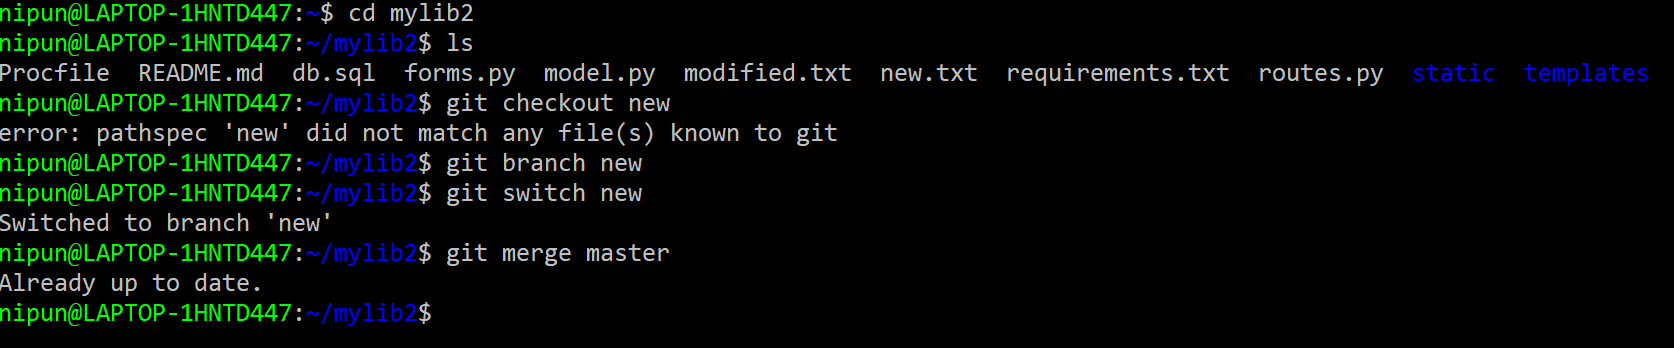 nipun@LAPTOP-1HNTD447:~$ cd mylib2
nipun@LAPTOP-1HNTD447:~/mylib2$ ls
Procfile  README.md  db.sql  forms.py  model.py  modified.txt  new.txt  requirements.txt  routes.py  static  templates
nipun@LAPTOP-1HNTD447:~/mylib2$ git checkout new
error: pathspec 'new' did not match any file(s) known to git
nipun@LAPTOP-1HNTD447:~/mylib2$ git branch new
nipun@LAPTOP-1HNTD447:~/mylib2$ git switch new
Switched to branch 'new'
nipun@LAPTOP-1HNTD447:~/mylib2$ git merge master
Already up to date.
nipun@LAPTOP-1HNTD447:~/mylib2$